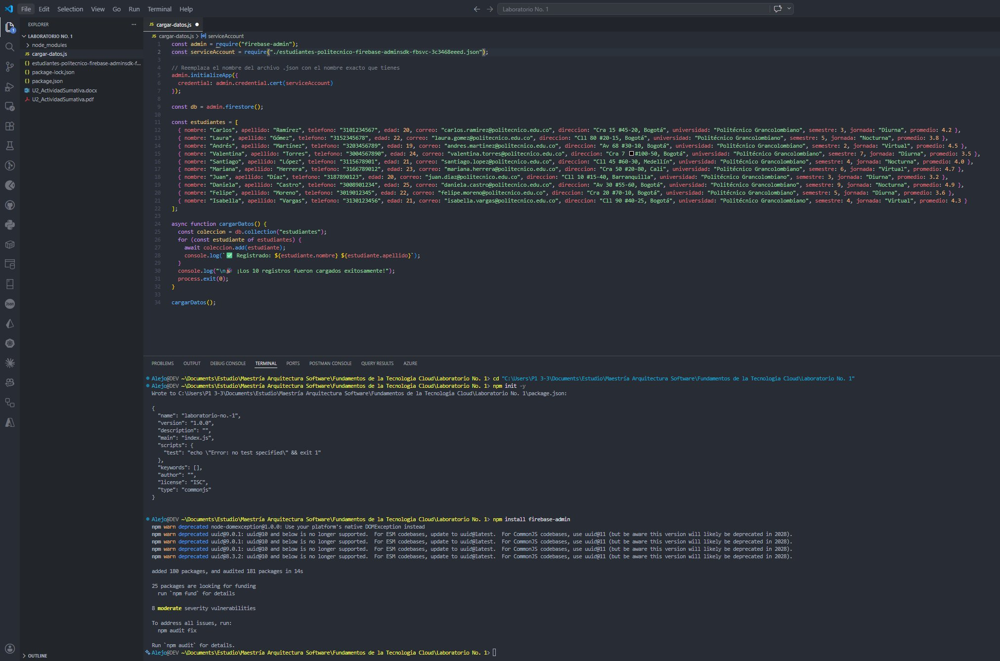 File Edit Selection View Go Run Terminal Help
Laboratorio No. 1
EXPLORER
LABORATORIO NO. 1
node_modules
JS cargar-datos.js
{} estudiantes-politecnico-firebase-adminsdk-f...
{} package-lock.json
{} package.json
U2_ActividadSumativa.docx
U2_ActividadSumativa.pdf
OUTLINE
1
JS cargar-datos.js
JS cargar-datos.js > serviceAccount
1 const admin = require("firebase-admin");
2 const serviceAccount = require("./estudiantes-politecnico-firebase-adminsdk-fbsvc-3c3468eeed.json");
3
4 // Reemplaza el nombre del archivo .json con el nombre exacto que tienes
5 admin.initializeApp({
6 credential: admin.credential.cert(serviceAccount)
7 });
8
9 const db = admin.firestore();
10
11 const estudiantes = [
12 { nombre: "Carlos", apellido: "Ramírez", telefono: "3101234567", edad: 20, correo: "carlos.ramirez@politecnico.edu.co", direccion: "Cra 15 #45-20, Bogotá", universidad: "Politécnico Grancolombiano", semestre: 3, jornada: "Diurna", promedio: 4.2 },
13 { nombre: "Laura", apellido: "Gómez", telefono: "3152345678", edad: 22, correo: "laura.gomez@politecnico.edu.co", direccion: "Cll 80 #20-15, Bogotá", universidad: "Politécnico Grancolombiano", semestre: 5, jornada: "Nocturna", promedio: 3.8 },
14 { nombre: "Andrés", apellido: "Martínez", telefono: "3203456789", edad: 19, correo: "andres.martinez@politecnico.edu.co", direccion: "Av 68 #30-10, Bogotá", universidad: "Politécnico Grancolombiano", semestre: 2, jornada: "Virtual", promedio: 4.5 },
15 { nombre: "Valentina", apellido: "Torres", telefono: "3004567890", edad: 24, correo: "valentina.torres@politecnico.edu.co", direccion: "Cra 7 #100-50, Bogotá", universidad: "Politécnico Grancolombiano", semestre: 7, jornada: "Diurna", promedio: 3.5 },
16 { nombre: "Santiago", apellido: "López", telefono: "3115678901", edad: 21, correo: "santiago.lopez@politecnico.edu.co", direccion: "Cll 45 #60-30, Medellín", universidad: "Politécnico Grancolombiano", semestre: 4, jornada: "Nocturna", promedio: 4.0 },
17 { nombre: "Mariana", apellido: "Herrera", telefono: "3166789012", edad: 23, correo: "mariana.herrera@politecnico.edu.co", direccion: "Cra 50 #20-80, Cali", universidad: "Politécnico Grancolombiano", semestre: 6, jornada: "Virtual", promedio: 4.7 },
18 { nombre: "Juan", apellido: "Díaz", telefono: "3187890123", edad: 20, correo: "juan.diaz@politecnico.edu.co", direccion: "Cll 10 #15-40, Barranquilla", universidad: "Politécnico Grancolombiano", semestre: 3, jornada: "Diurna", promedio: 3.2 },
19 { nombre: "Daniela", apellido: "Castro", telefono: "3008901234", edad: 25, correo: "daniela.castro@politecnico.edu.co", direccion: "Av 30 #55-60, Bogotá", universidad: "Politécnico Grancolombiano", semestre: 9, jornada: "Nocturna", promedio: 4.9 },
20 { nombre: "Felipe", apellido: "Moreno", telefono: "3019012345", edad: 22, correo: "felipe.moreno@politecnico.edu.co", direccion: "Cra 20 #70-10, Bogotá", universidad: "Politécnico Grancolombiano", semestre: 5, jornada: "Diurna", promedio: 3.6 },
21 { nombre: "Isabella", apellido: "Vargas", telefono: "3130123456", edad: 21, correo: "isabella.vargas@politecnico.edu.co", direccion: "Cll 90 #40-25, Bogotá", universidad: "Politécnico Grancolombiano", semestre: 4, jornada: "Virtual", promedio: 4.3 }
22 ];
23
24 async function cargarDatos() {
25 const coleccion = db.collection("estudiantes");
26 for (const estudiante of estudiantes) {
27 await coleccion.add(estudiante);
28 console.log(`✅ Registrado: ${estudiante.nombre} ${estudiante.apellido}`);
29 }
30 console.log("\n🎉 ¡Los 10 registros fueron cargados exitosamente!");
31 process.exit(0);
32 }
33
34 cargarDatos();
PROBLEMS OUTPUT DEBUG CONSOLE TERMINAL PORTS POSTMAN CONSOLE QUERY RESULTS AZURE
Alejo@DEV ~\Documents\Estudio\Maestría Arquitectura Software\Fundamentos de la Tecnologia Cloud\Laboratorio No. 1> cd "C:\Users\P1 3-3\Documents\Estudio\Maestría Arquitectura Software\Fundamentos de la Tecnologia Cloud\Laboratorio No. 1"
Alejo@DEV ~\Documents\Estudio\Maestría Arquitectura Software\Fundamentos de la Tecnologia Cloud\Laboratorio No. 1> npm init -y
Wrote to C:\Users\P1 3-3\Documents\Estudio\Maestría Arquitectura Software\Fundamentos de la Tecnologia Cloud\Laboratorio No. 1\package.json:
{
"name": "laboratorio-no.-1",
"version": "1.0.0",
"description": "",
"main": "index.js",
"scripts": {
"test": "echo \"Error: no test specified\" && exit 1"
},
"keywords": [],
"author": "",
"license": "ISC",
"type": "commonjs"
}
Alejo@DEV ~\Documents\Estudio\Maestría Arquitectura Software\Fundamentos de la Tecnologia Cloud\Laboratorio No. 1> npm install firebase-admin
npm warn deprecated node-domexception@1.0.0: Use your platform's native DOMException instead
npm warn deprecated uuid@9.0.1: uuid@10 and below is no longer supported. For ESM codebases, update to uuid@latest. For CommonJS codebases, use uuid@11 (but be aware this version will likely be deprecated in 2028).
npm warn deprecated uuid@9.0.1: uuid@10 and below is no longer supported. For ESM codebases, update to uuid@latest. For CommonJS codebases, use uuid@11 (but be aware this version will likely be deprecated in 2028).
npm warn deprecated uuid@9.0.1: uuid@10 and below is no longer supported. For ESM codebases, update to uuid@latest. For CommonJS codebases, use uuid@11 (but be aware this version will likely be deprecated in 2028).
npm warn deprecated uuid@8.3.2: uuid@10 and below is no longer supported. For ESM codebases, update to uuid@latest. For CommonJS codebases, use uuid@11 (but be aware this version will likely be deprecated in 2028).
added 180 packages, and audited 181 packages in 14s
25 packages are looking for funding
run `npm fund` for details
8 moderate severity vulnerabilities
To address all issues, run:
npm audit fix
Run `npm audit` for details.
Alejo@DEV ~\Documents\Estudio\Maestría Arquitectura Software\Fundamentos de la Tecnologia Cloud\Laboratorio No. 1>